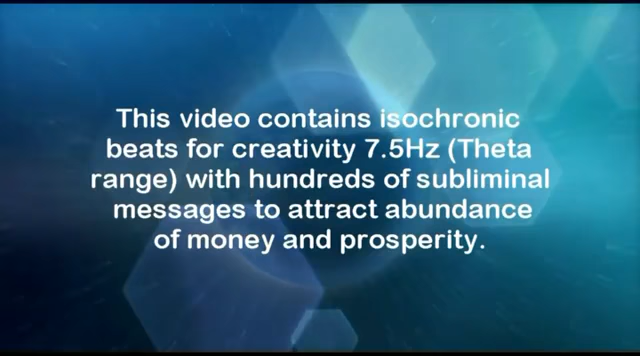 This video contains isochronic
beats for creativity 7.5Hz (Theta
range) with hundreds of subliminal
messages to attract abundance
of money and prosperity.